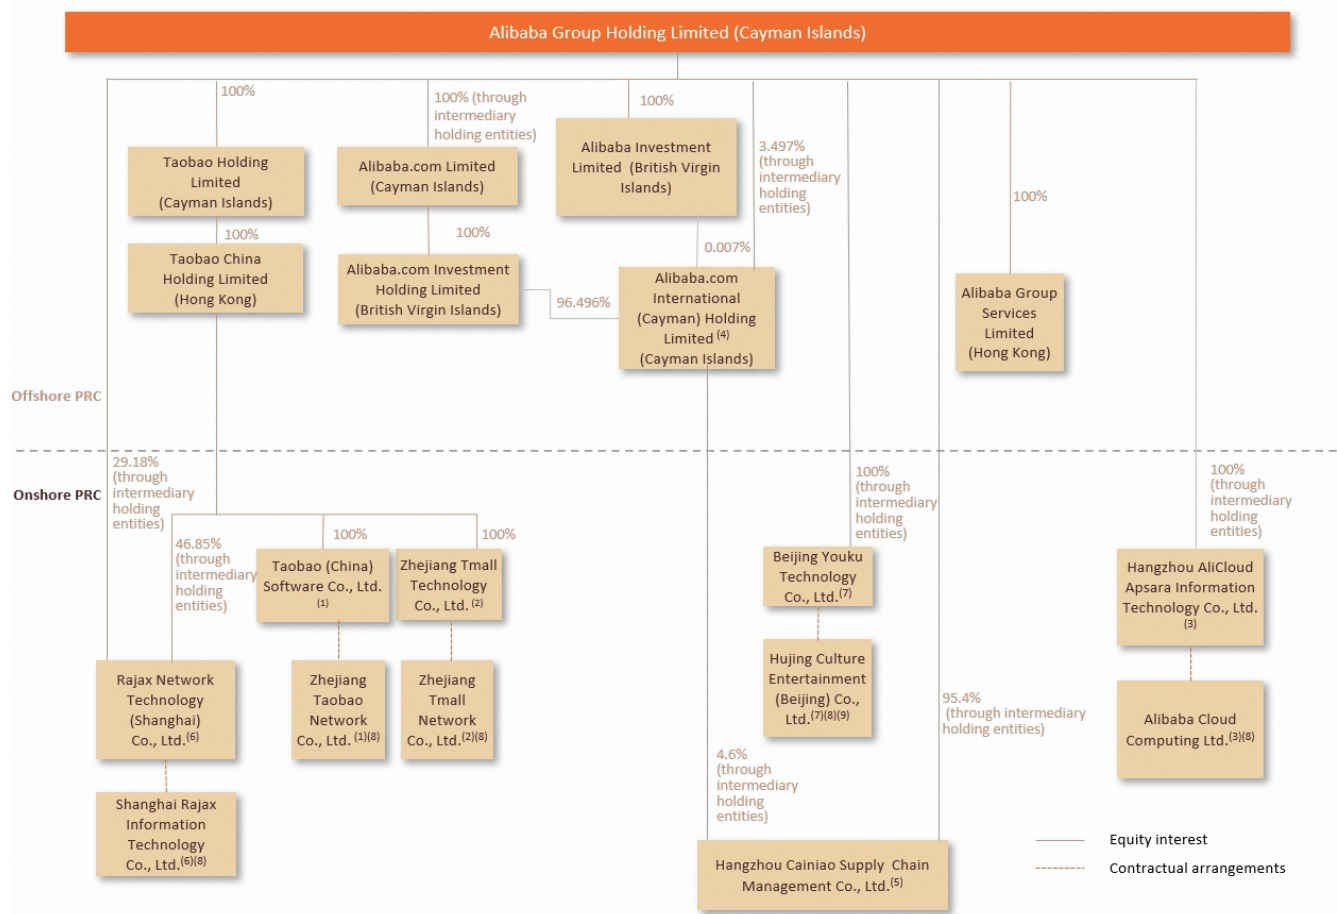 Alibaba Group Holding Limited (Cayman Islands)
100%
100% (through
intermediary
holding entities)
100%
3.497%
(through
intermediary
holding
entities)
100%
Taobao Holding
Limited
(Cayman Islands)
Alibaba.com Limited
(Cayman Islands)
Alibaba Investment
Limited (British Virgin
Islands)
100%
100%
0.007%
Taobao China
Holding Limited
(Hong Kong)
Alibaba.com Investment
Holding Limited
(British Virgin Islands)
96.496%
Alibaba.com
International
(Cayman) Holding
Limited (4)
(Cayman Islands)
Alibaba Group
Services
Limited
(Hong Kong)
Offshore PRC
Onshore PRC
29.18%
(through
intermediary
holding
entities)
46.85%
(through
intermediary
holding
entities)
100%
100%
100%
(through
intermediary
holding
entities)
100%
(through
intermediary
holding
entities)
Taobao (China)
Software Co., Ltd.
(1)
Zhejiang Tmall
Technology
Co., Ltd. (2)
Beijing Youku
Technology
Co., Ltd.(7)
Hangzhou AliCloud
Apsara Information
Technology Co., Ltd.
(3)
Rajax Network
Technology
(Shanghai)
Co., Ltd.(6)
Zhejiang
Taobao
Network
Co., Ltd.(1)(8)
Zhejiang
Tmall
Network
Co., Ltd.(2)(8)
Hujing Culture
Entertainment
(Beijing) Co.,
Ltd.(7)(8)(9)
95.4%
(through intermediary
holding entities)
Alibaba Cloud
Computing Ltd.(3)(8)
4.6%
(through
intermediary
holding
entities)
Shanghai Rajax
Information
Technology
Co., Ltd.(6)(8)
Hangzhou Cainiao Supply Chain
Management Co., Ltd.(5)
Equity interest
Contractual arrangements